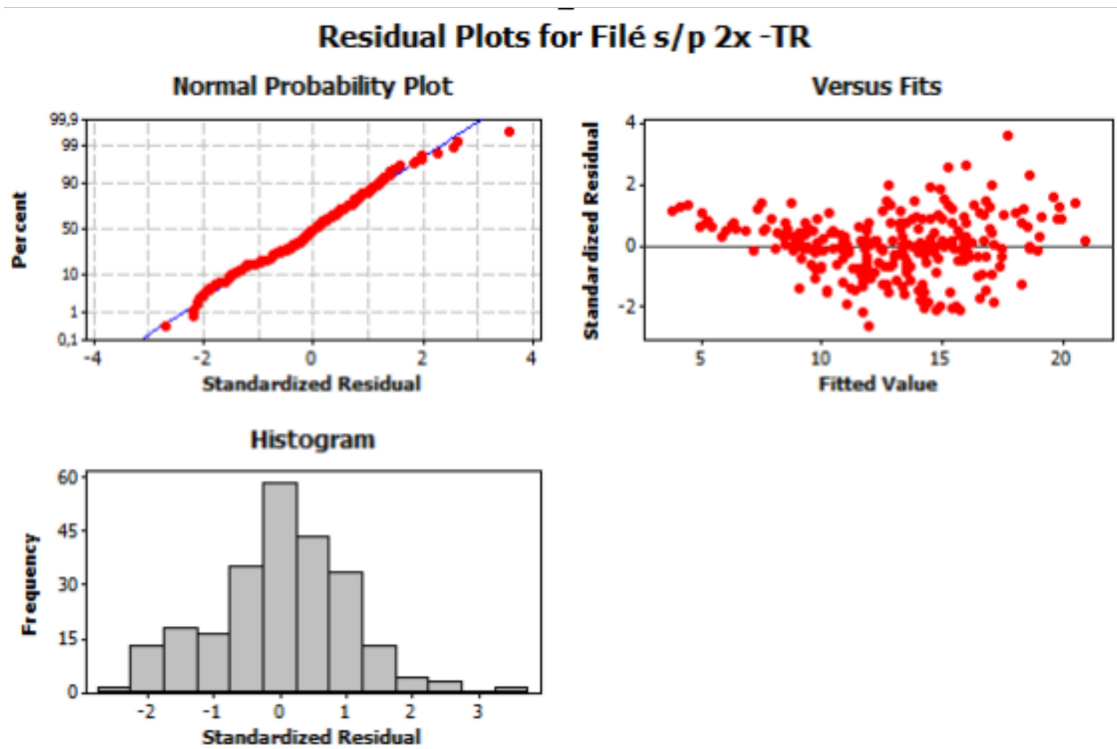 Residual Plots for Filé s/p 2x -TR
Normal Probability Plot
99,9
99
90
50
10
1
0,1
Percent
-4 -2 0 2 4
Standardized Residual
Versus Fits
4
2
0
-2
Standardized Residual
5 10 15 20
Fitted Value
Histogram
60
45
30
15
0
Frequency
-2 -1 0 1 2 3
Standardized Residual